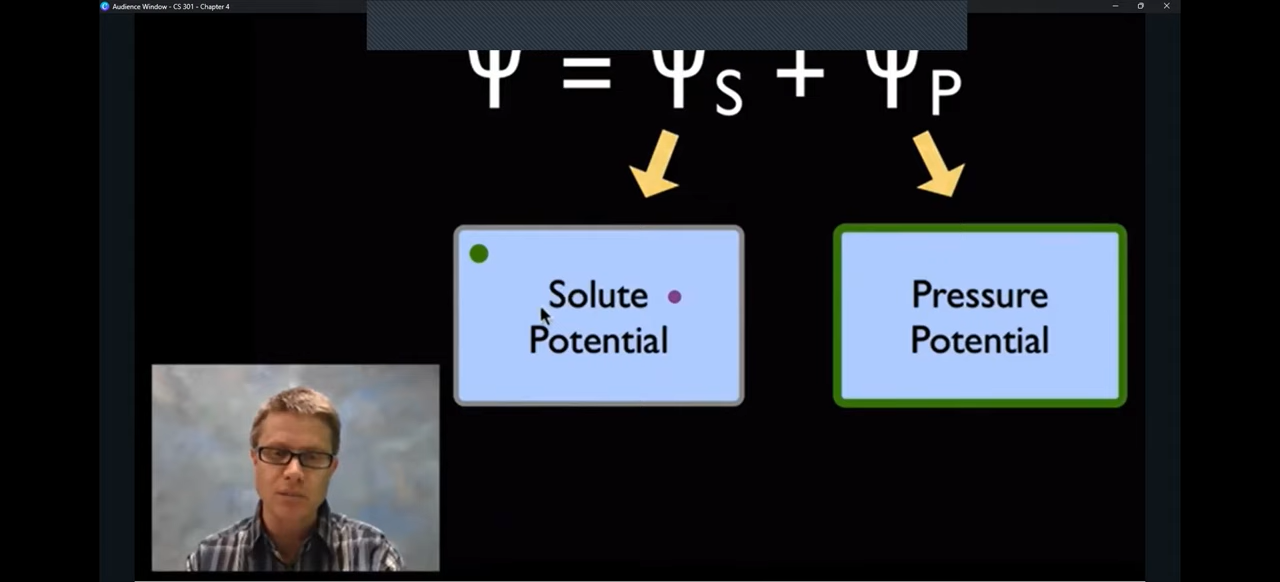 Audience Window - CS 301 - Chapter 4
Ψ = ΨS + ΨP
Solute
Potential
Pressure
Potential